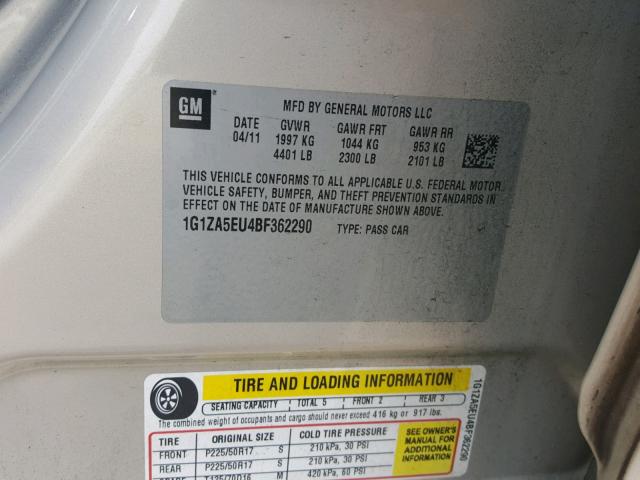 GM
MFD BY GENERAL MOTORS LLC
DATE GVWR GAWR FRT GAWR RR
04/11 1997 KG 1044 KG 953 KG
4401 LB 2300 LB 2101 LB
THIS VEHICLE CONFORMS TO ALL APPLICABLE U.S. FEDERAL MOTOR
VEHICLE SAFETY, BUMPER, AND THEFT PREVENTION STANDARDS IN
EFFECT ON THE DATE OF MANUFACTURE SHOWN ABOVE.
1G1ZA5EU4BF362290 TYPE: PASS CAR
TIRE AND LOADING INFORMATION
SEATING CAPACITY TOTAL 5 FRONT 2 REAR 3
The combined weight of occupants and cargo should never exceed 416 kg or 917 lbs.
TIRE ORIGINAL SIZE COLD TIRE PRESSURE
FRONT P225/50R17 S 210 kPa, 30 PSI
REAR P225/50R17 S 210 kPa, 30 PSI
SPARE T125/70D16 M 420 kPa, 60 PSI
SEE OWNER'S
MANUAL FOR
ADDITIONAL
INFORMATION
1G1ZA5EU4BF362290